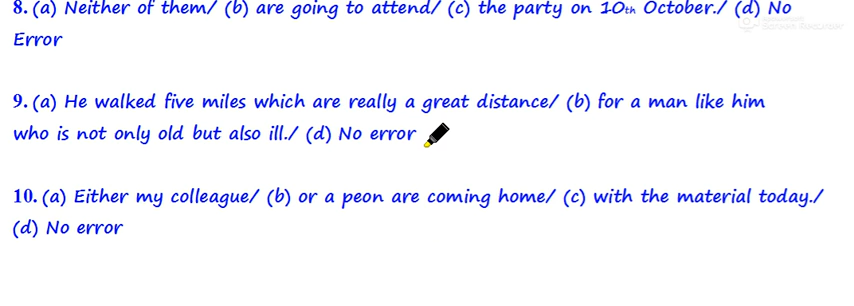 8. (a) Neither of them/ (b) are going to attend/ (c) the party on 10th October./ (d) No
Error
9. (a) He walked five miles which are really a great distance/ (b) for a man like him
who is not only old but also ill./ (d) No error
10. (a) Either my colleague/ (b) or a peon are coming home/ (c) with the material today./
(d) No error